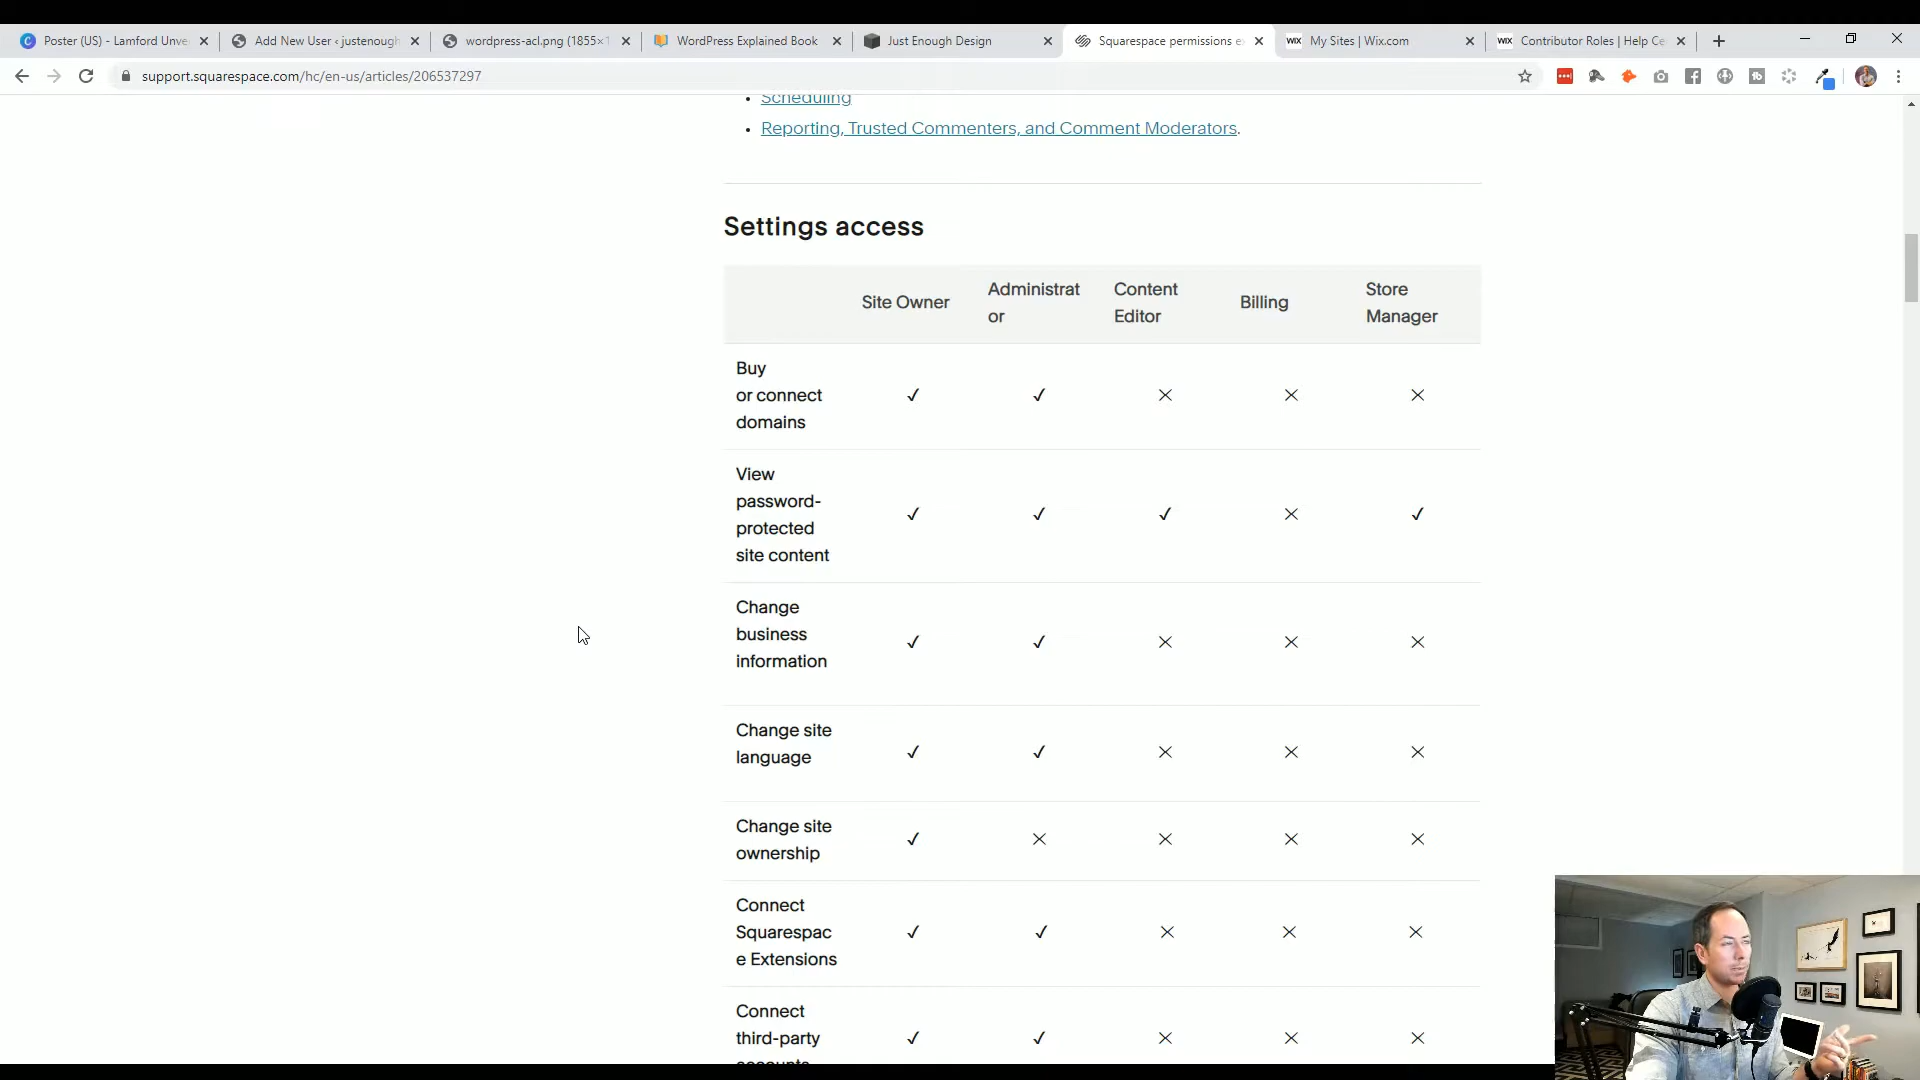 Poster (US) - Lamford Unve
Add New User ‹ justenough
wordpress-acl.png (1855×1
WordPress Explained Book
Just Enough Design
Squarespace permissions e
WIX My Sites | Wix.com
WIX Contributor Roles | Help Ce
support.squarespace.com/hc/en-us/articles/206537297
Scheduling
Reporting, Trusted Commenters, and Comment Moderators.
Settings access
Site Owner
Administrat
or
Content
Editor
Billing
Store
Manager
Buy
or connect
domains
View
password-
protected
site content
Change
business
information
Change site
language
Change site
ownership
Connect
Squarespac
e Extensions
Connect
third-party